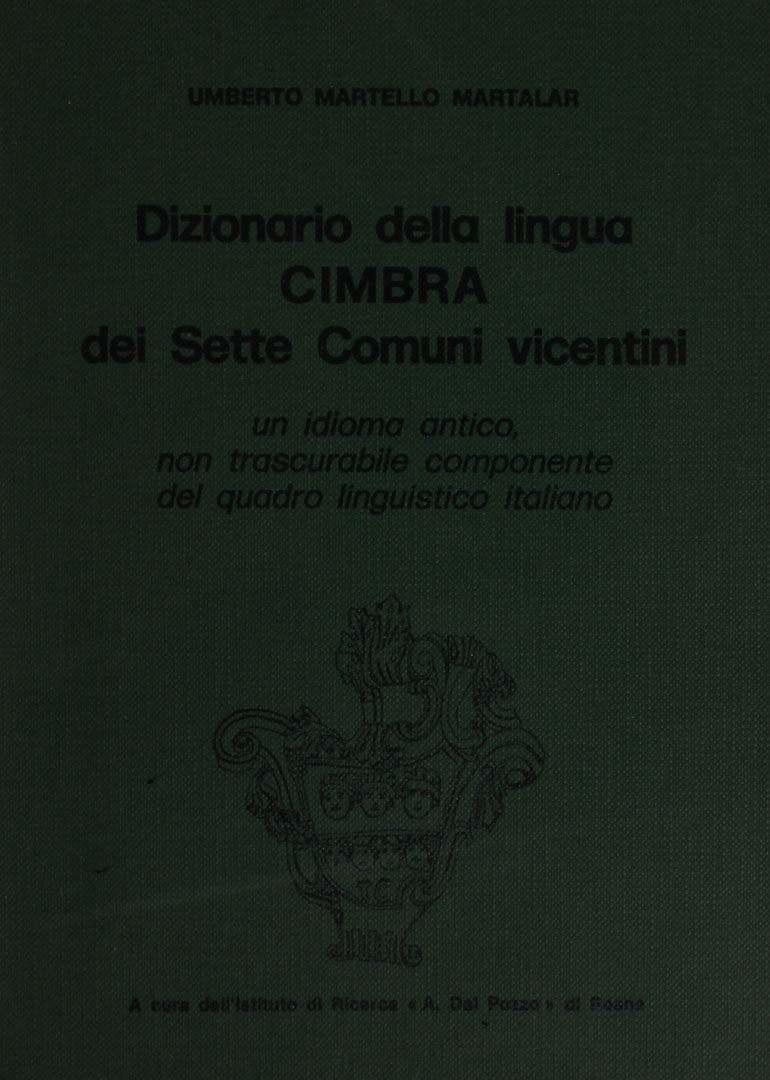 UMBERTO MARTELLO MARTALAR
Dizionario della lingua
CIMBRA
dei Sette Comuni vicentini
un idioma antico,
non trascurabile componente
del quadro linguistico italiano
7C
A cura dell'Istituto di Ricerca « A. Dal Pozzo » di Roana